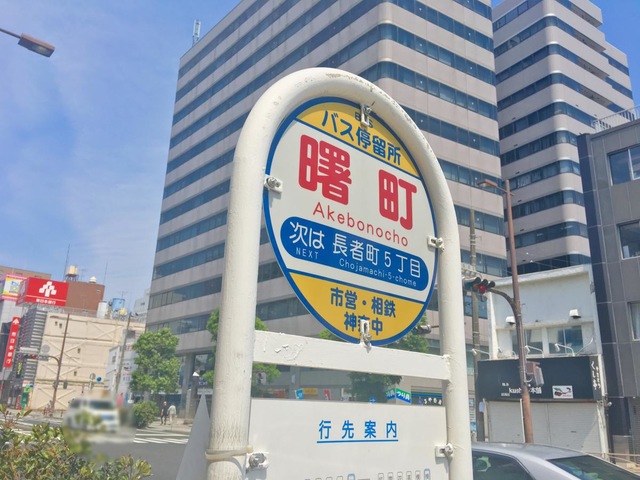 BUS
バス停留所
曙町
Akebonocho
次は 長者町5丁目
NEXT Chojamachi-5-chome
市営・相鉄
神奈中
行先案内